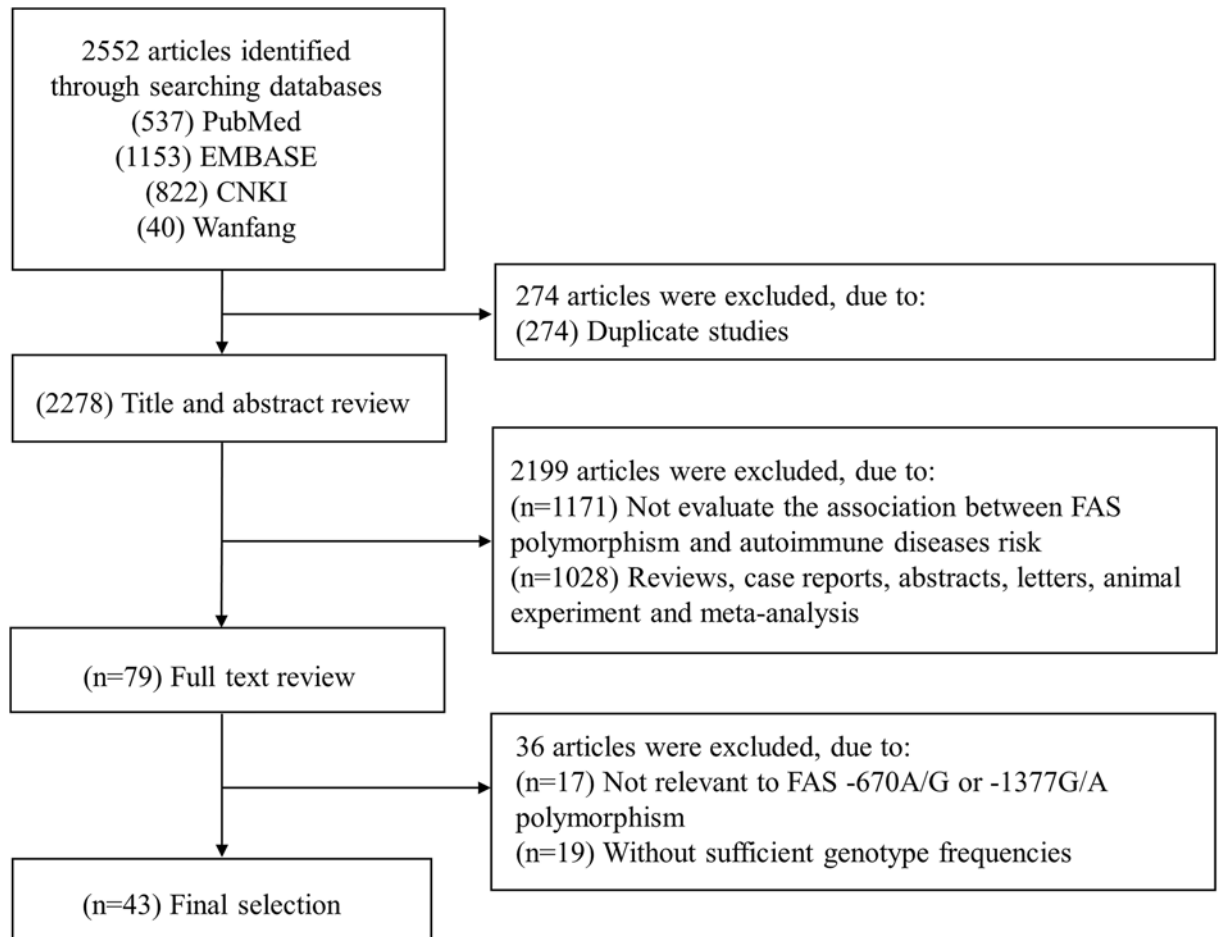 2552 articles identified
through searching databases
(537) PubMed
(1153) EMBASE
(822) CNKI
(40) Wanfang
274 articles were excluded, due to:
(274) Duplicate studies
(2278) Title and abstract review
2199 articles were excluded, due to:
(n=1171) Not evaluate the association between FAS
polymorphism and autoimmune diseases risk
(n=1028) Reviews, case reports, abstracts, letters, animal
experiment and meta-analysis
(n=79) Full text review
36 articles were excluded, due to:
(n=17) Not relevant to FAS -670A/G or -1377G/A
polymorphism
(n=19) Without sufficient genotype frequencies
(n=43) Final selection